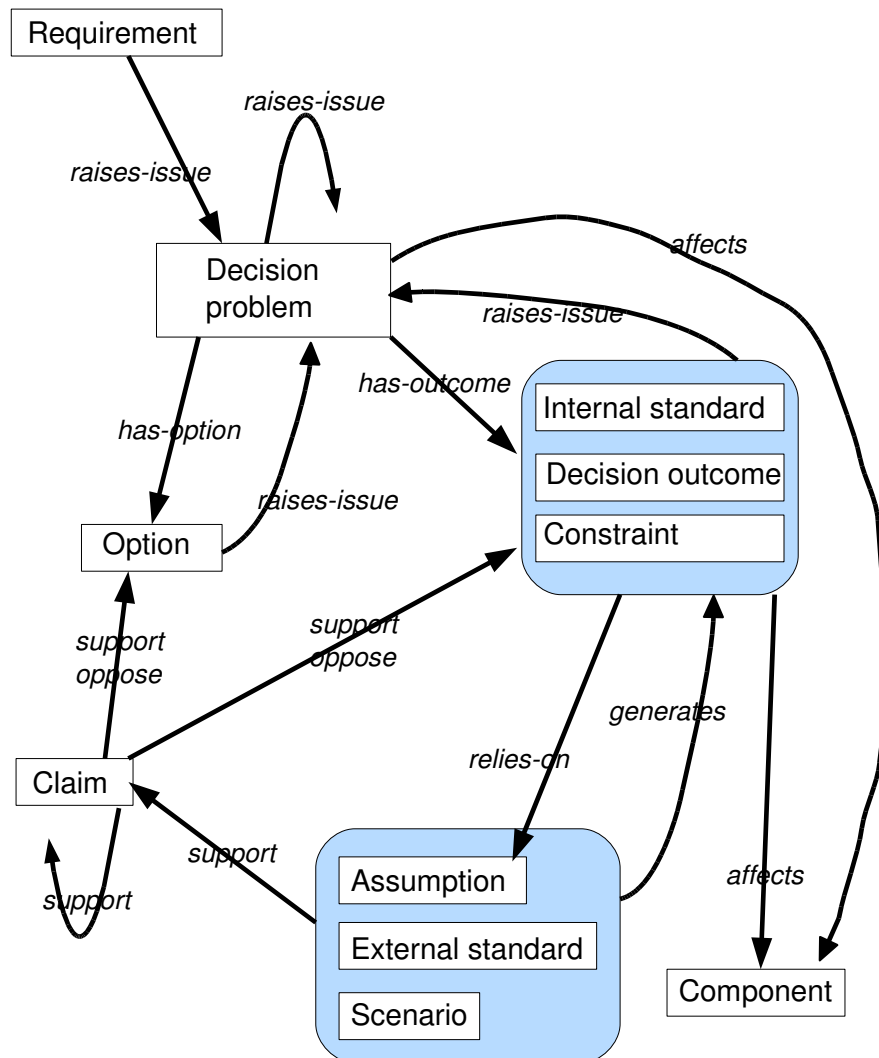 Requirement
raises-issue
raises-issue
Decision
problem
affects
raises-issue
has-outcome
Internal standard
Decision outcome
Constraint
has-option
raises-issue
Option
support
oppose
support
oppose
generates
relies-on
Claim
support
support
Assumption
External standard
Scenario
affects
Component